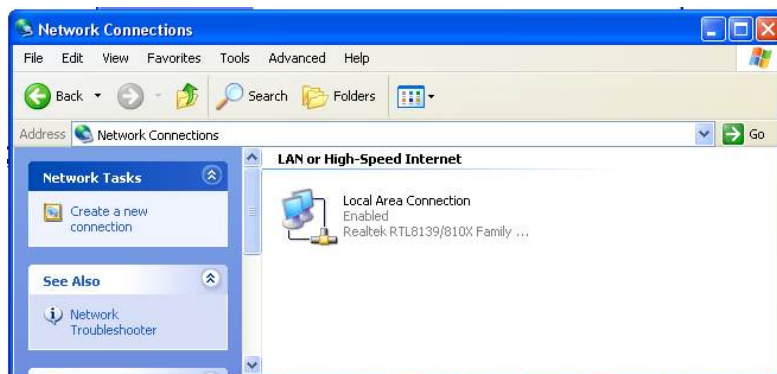 Network Connections
File Edit View Favorites Tools Advanced Help
Back Search Folders
Address Network Connections Go
Network Tasks
Create a new
connection
See Also
Network
Troubleshooter
LAN or High-Speed Internet
Local Area Connection
Enabled
Realtek RTL8139/810X Family ...